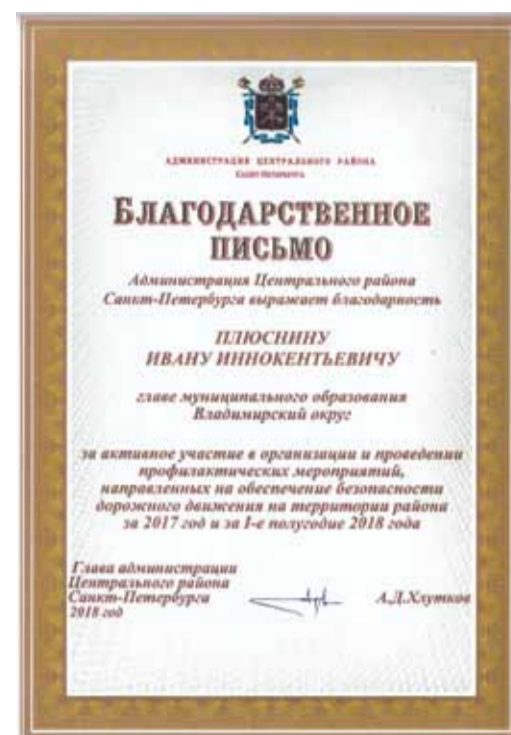 АДМИНИСТРАЦИЯ ЦЕНТРАЛЬНОГО РАЙОНА
САНКТ-ПЕТЕРБУРГА
БЛАГОДАРСТВЕННОЕ
ПИСЬМО
Администрация Центрального района
Санкт-Петербурга выражает благодарность
ПЛЮСНИНУ
ИВАНУ ИННОКЕНТЬЕВИЧУ
главе муниципального образования
Владимирский округ
за активное участие в организации и проведении
профилактических мероприятий,
направленных на обеспечение безопасности
дорожного движения на территории района
за 2017 год и за I-е полугодие 2018 года
Глава администрации
Центрального района
Санкт-Петербурга А.Д.Хлутков
2018 год